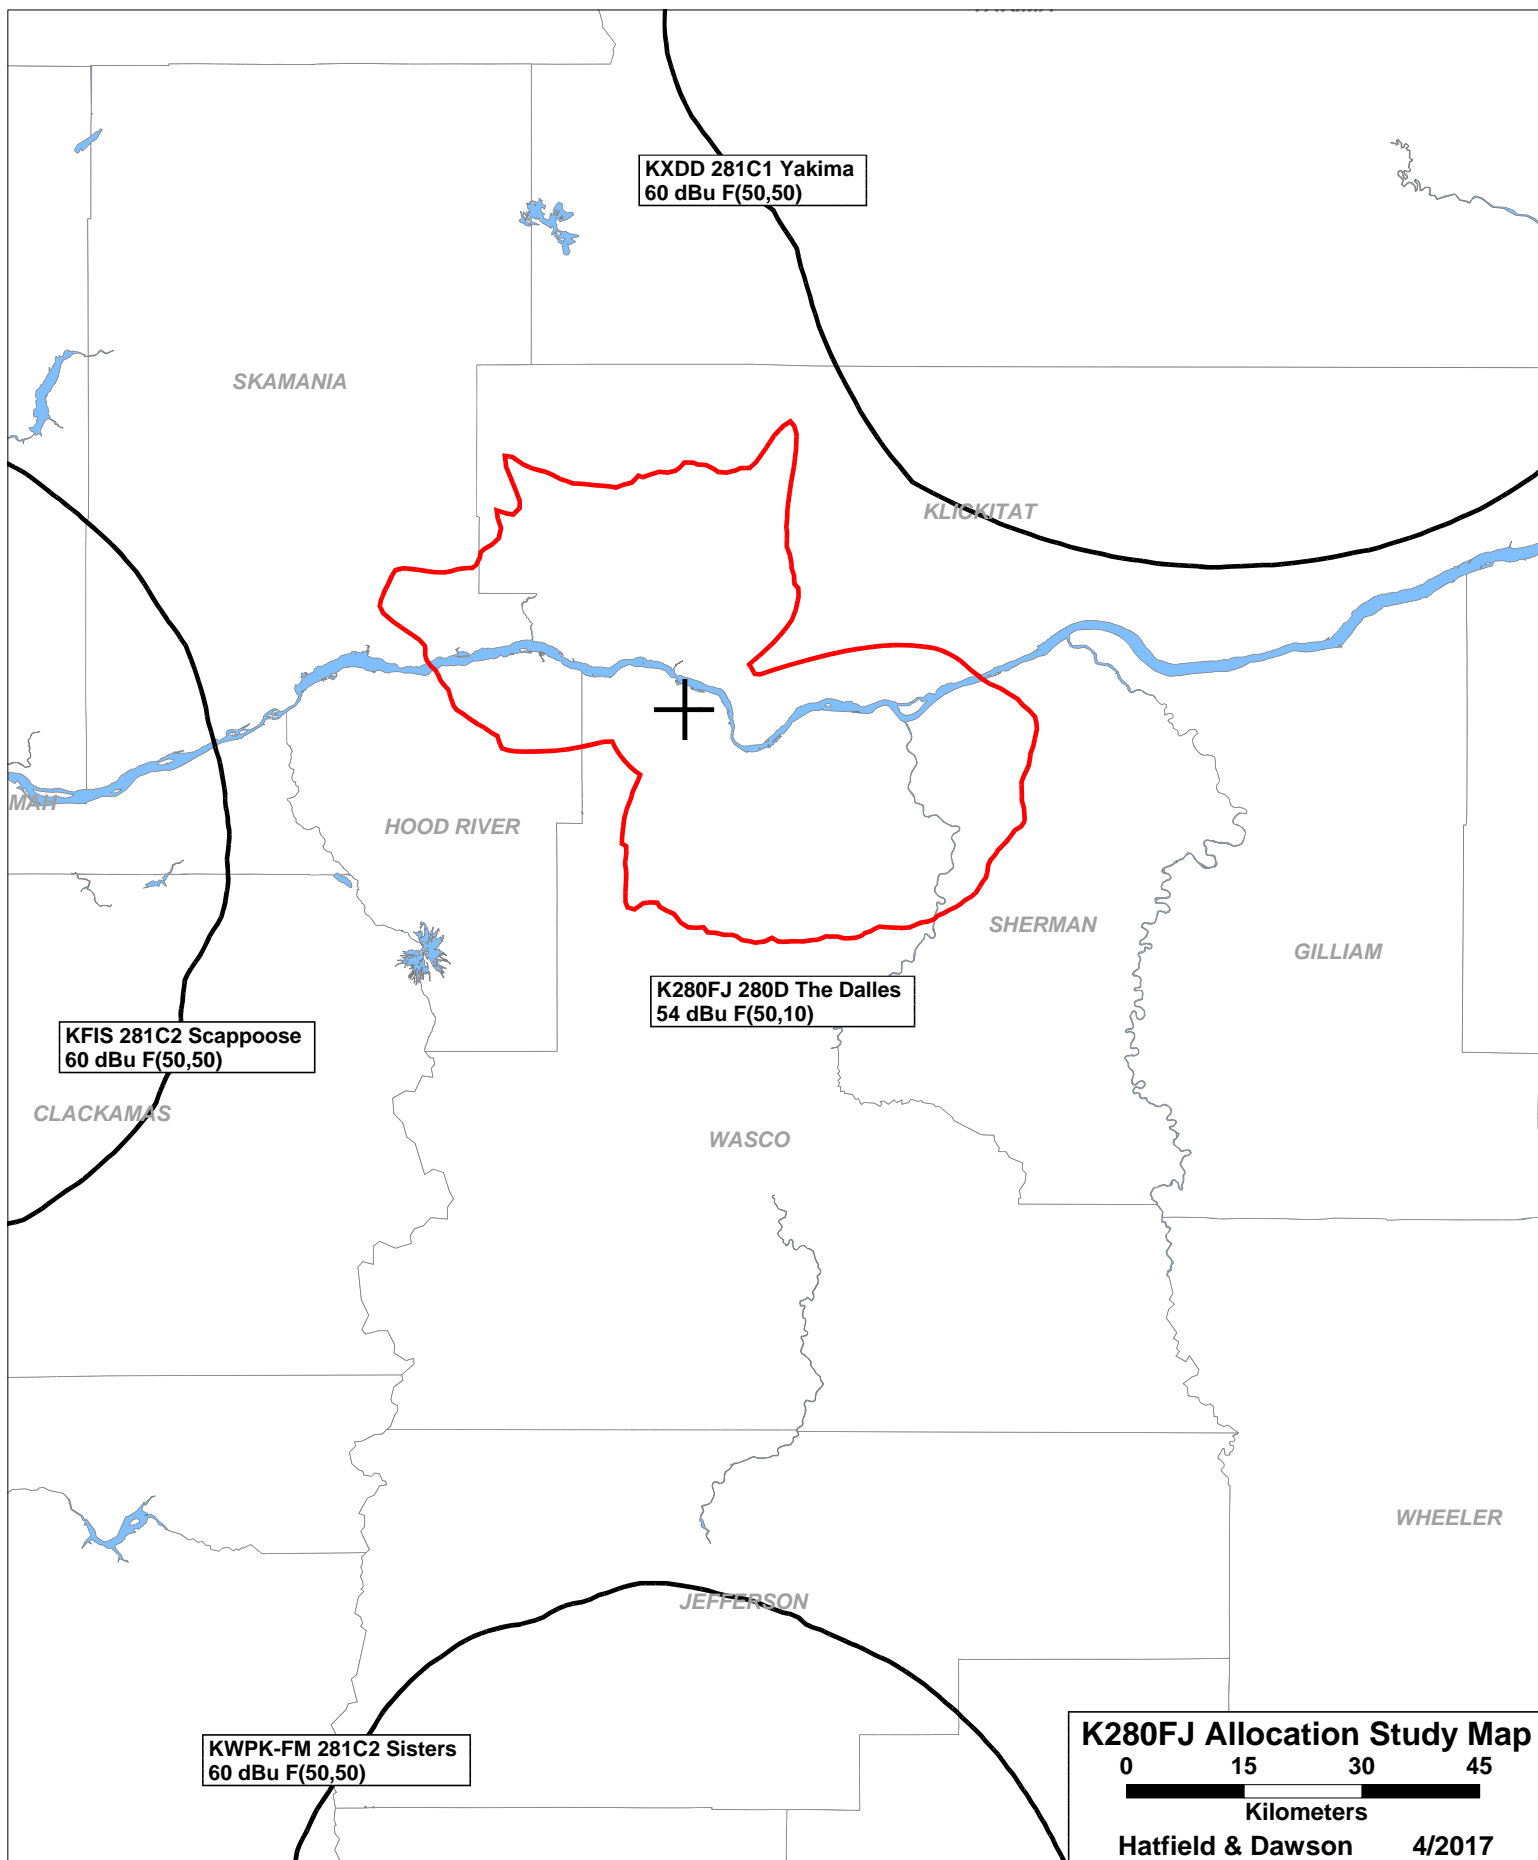 KXDD 281C1 Yakima
60 dBu F(50,50)
SKAMANIA
KLICKITAT
MAH
HOOD RIVER
SHERMAN
GILLIAM
K280FJ 280D The Dalles
54 dBu F(50,10)
KFIS 281C2 Scappoose
60 dBu F(50,50)
CLACKAMAS
WASCO
WHEELER
JEFFERSON
KWPK-FM 281C2 Sisters
60 dBu F(50,50)
K280FJ Allocation Study Map
0 15 30 45
Kilometers
Hatfield & Dawson 4/2017